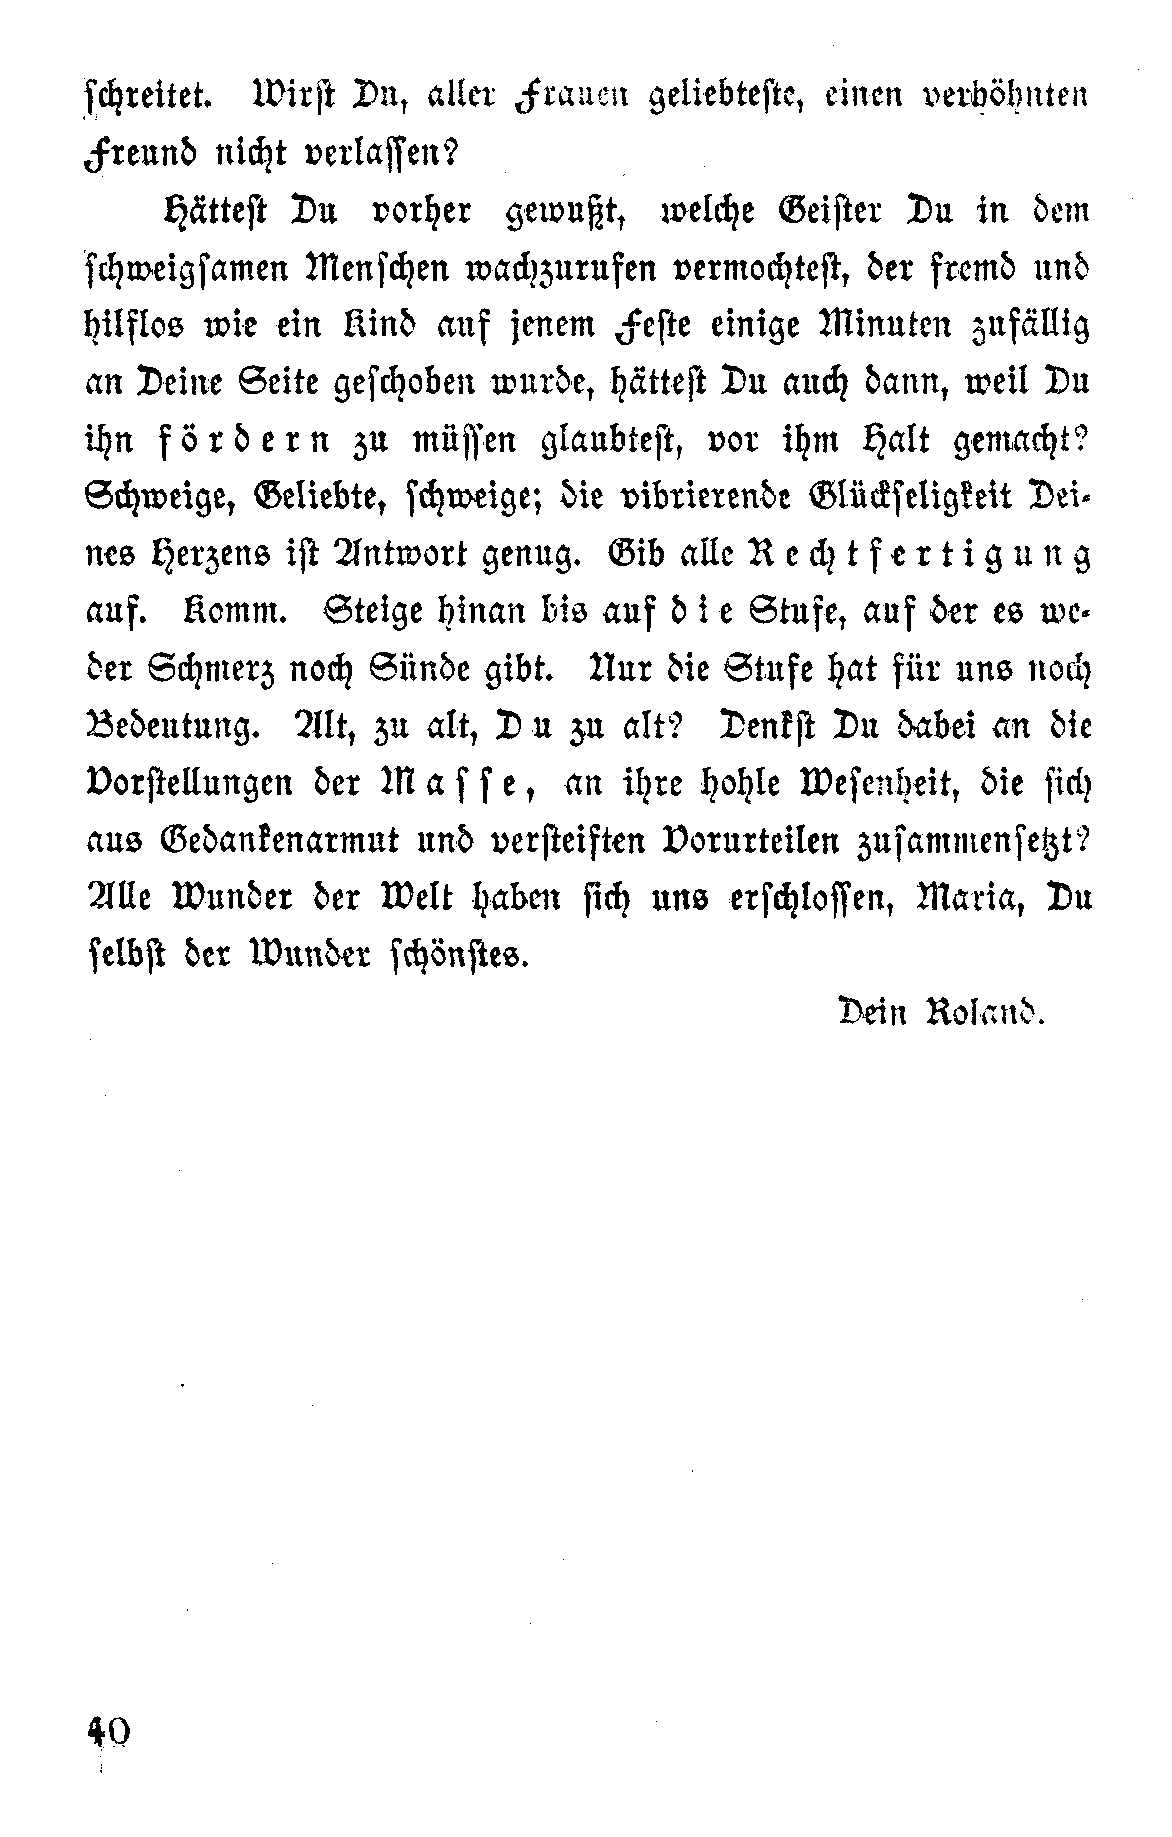 schreitet. Wirst Du, aller Frauen geliebteste, einen verhöhnten
Freund nicht verlassen?
Hättest Du vorher gewußt, welche Geister Du in dem
schweigsamen Menschen wachzurufen vermochtest, der fremd und
hilflos wie ein Kind auf jenem Feste einige Minuten zufällig
an Deine Seite geschoben wurde, hättest Du auch dann, weil Du
ihn fördern zu müssen glaubtest, vor ihm Halt gemacht?
Schweige, Geliebte, schweige; die vibrierende Glückseligkeit Dei-
nes Herzens ist Antwort genug. Gib alle Rechtfertigung
auf. Komm. Steige hinan bis auf die Stufe, auf der es we-
der Schmerz noch Sünde gibt. Nur die Stufe hat für uns noch
Bedeutung. Alt, zu alt, Du zu alt? Denkst Du dabei an die
Vorstellungen der Masse, an ihre hohle Wesenheit, die sich
aus Gedankenarmut und versteiften Vorurteilen zusammensetzt?
Alle Wunder der Welt haben sich uns erschlossen, Maria, Du
selbst der Wunder schönstes.
Dein Roland.
40